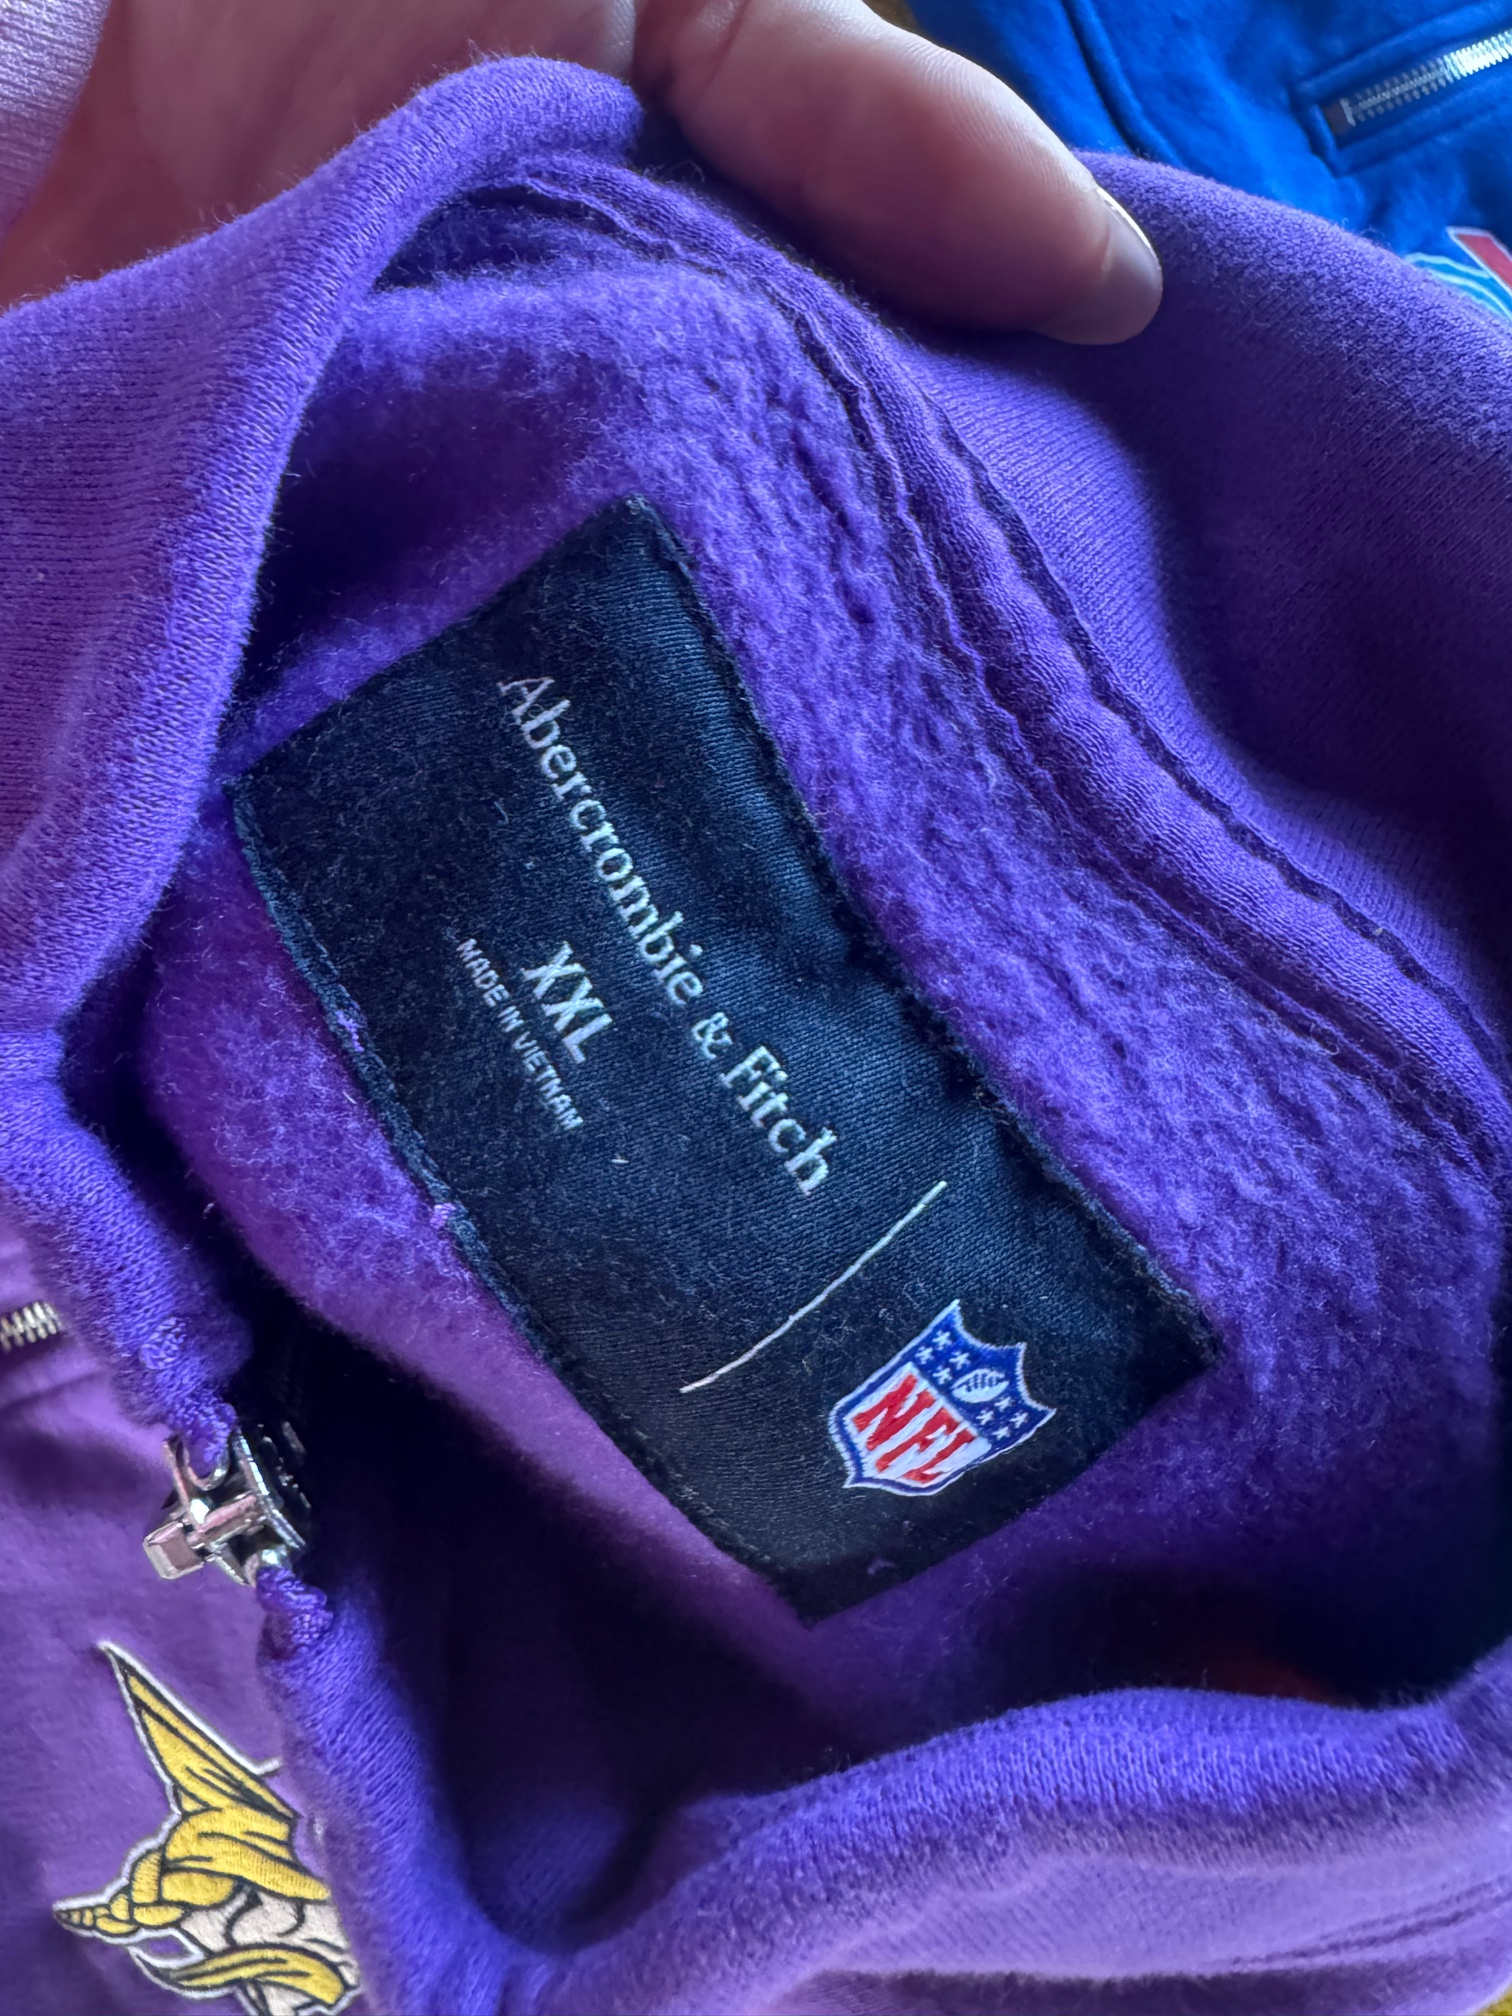 Abercrombie & Fitch
XXL
MADE IN VIETNAM
NFL